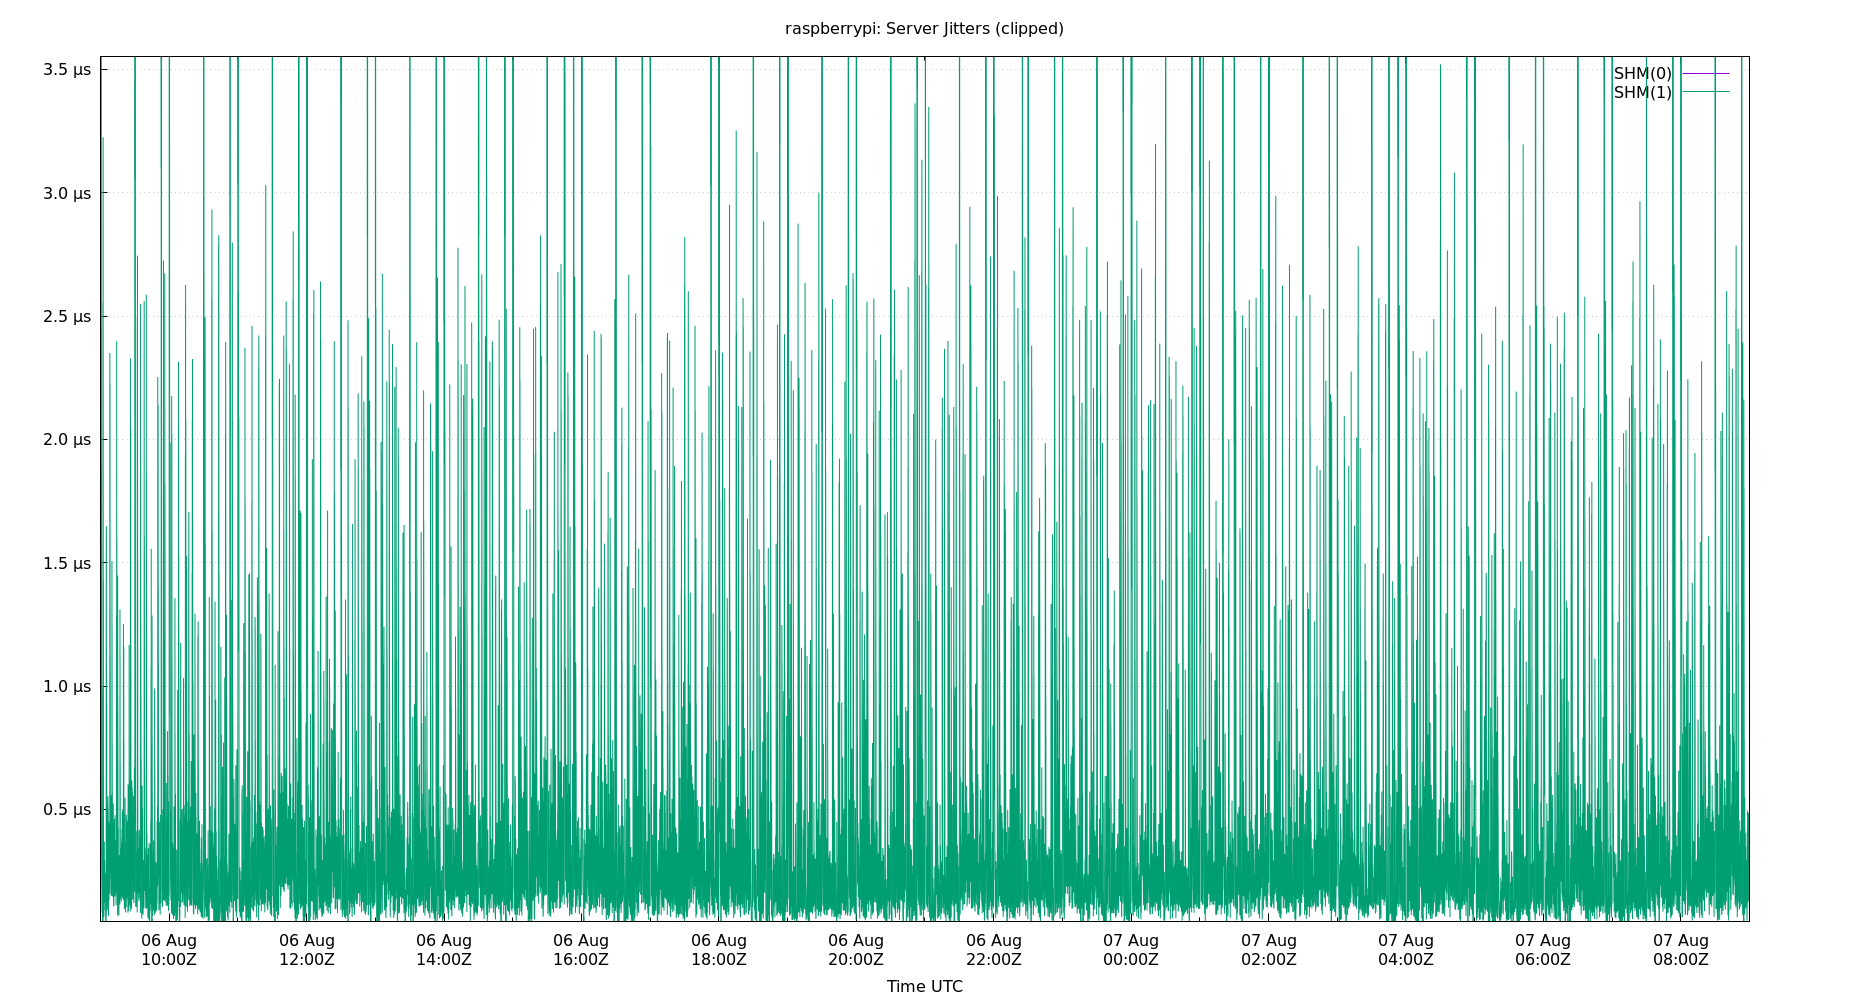 raspberrypi: Server Jitters (clipped)
SHM(0)
SHM(1)
3.5 µs
3.0 µs
2.5 µs
2.0 µs
1.5 µs
1.0 µs
0.5 µs
06 Aug 06 Aug 06 Aug 06 Aug 06 Aug 06 Aug 06 Aug 07 Aug 07 Aug 07 Aug 07 Aug 07 Aug
10:00Z 12:00Z 14:00Z 16:00Z 18:00Z 20:00Z 22:00Z 00:00Z 02:00Z 04:00Z 06:00Z 08:00Z
Time UTC